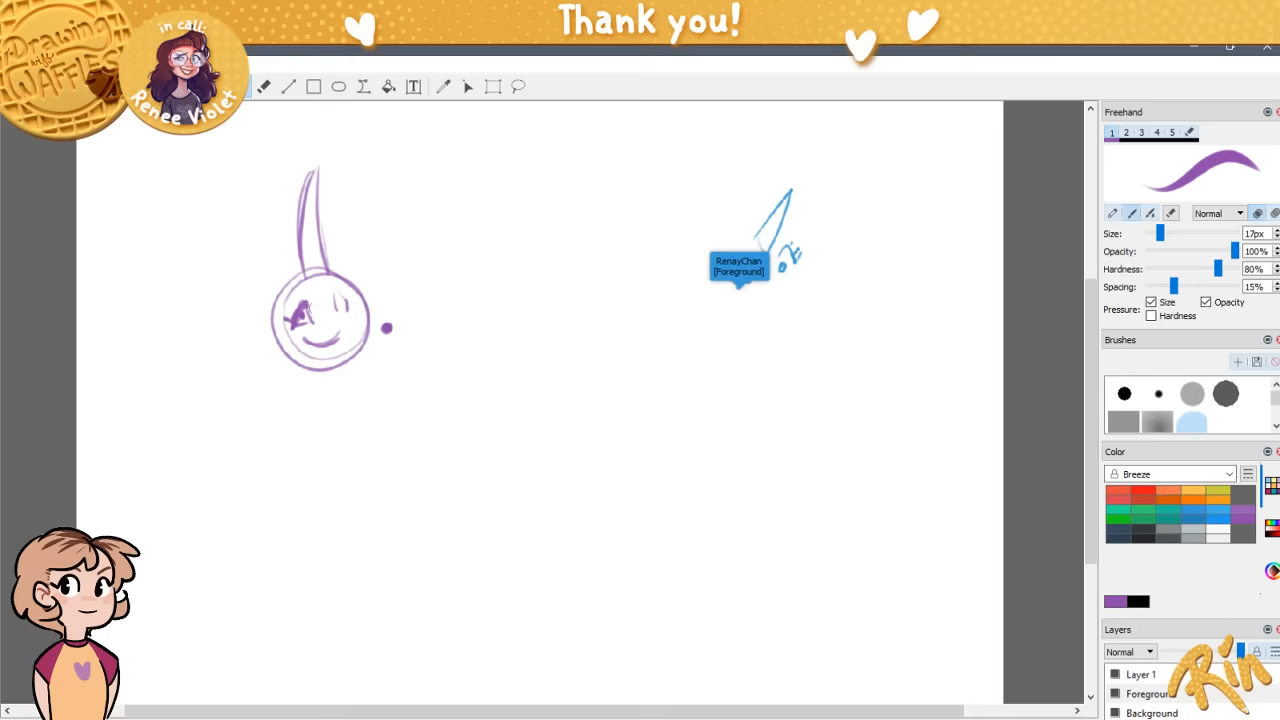 Thank you!
Drawing
with
WAFFLES
in call:
Renee Violet
T
RenayChan
[Foreground]
Freehand
1 2 3 4 5
Normal
Size: 17px
Opacity: 100%
Hardness: 80%
Spacing: 15%
Pressure: Size Opacity
Hardness
Brushes
Color
Breeze
Layers
Normal
Layer 1
Foreground
Background
Rin